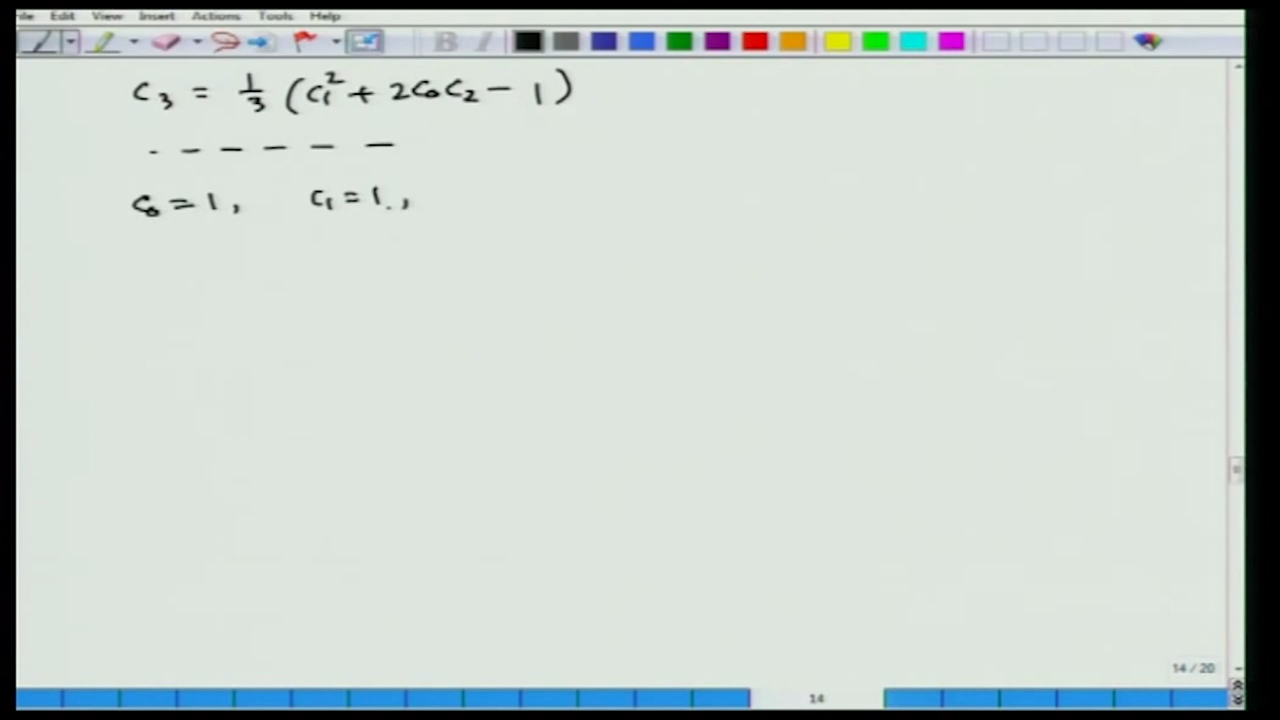 File Edit View Insert Actions Tools Help
B I
C₃ = 1/3 (C₁² + 2C₀C₂ - 1)
. - - - - -
C₀ = 1, C₁ = 1.,
14 / 20
14